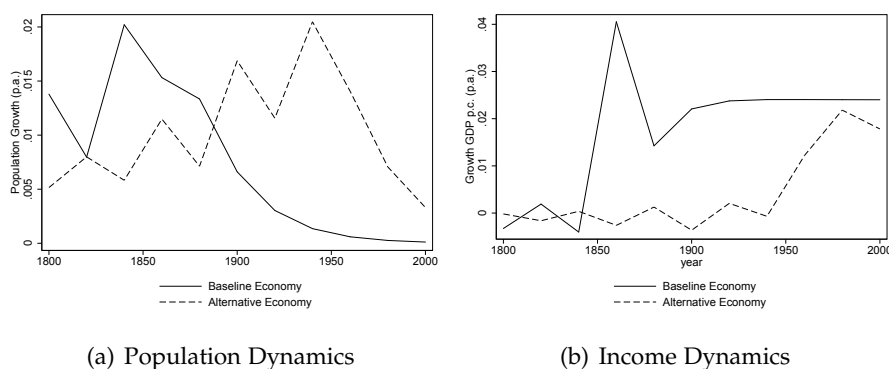 Population Growth (p.a.)
0 .005 .01 .015 .02
1800 1850 1900 1950 2000
Baseline Economy
Alternative Economy
(a) Population Dynamics
Growth GDP p.c. (p.a.)
0 .01 .02 .03 .04
1800 1850 1900 1950 2000
year
Baseline Economy
Alternative Economy
(b) Income Dynamics